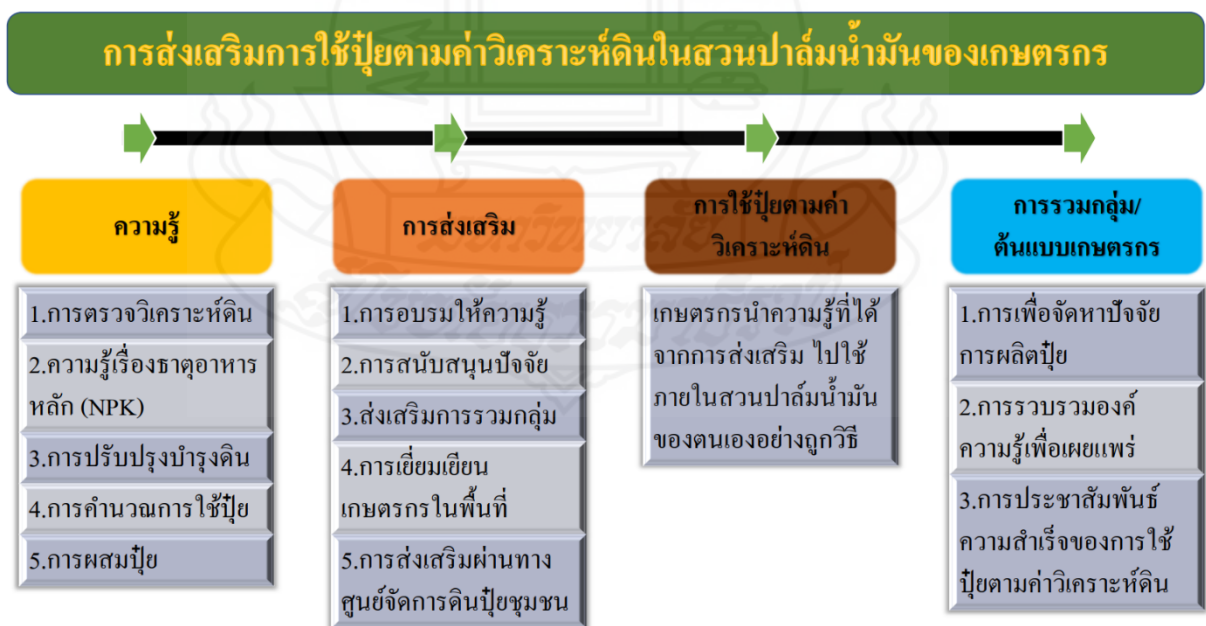 การส่งเสริมการใช้ปุ๋ยตามค่าวิเคราะห์ดินในสวนปาล์มน้ำมันของเกษตรกร
ความรู้
1.การตรวจวิเคราะห์ดิน
2.ความรู้เรื่องธาตุอาหาร
หลัก (NPK)
3.การปรับปรุงบำรุงดิน
4.การคำนวณการใช้ปุ๋ย
5.การผสมปุ๋ย
การส่งเสริม
1.การอบรมให้ความรู้
2.การสนับสนุนปัจจัย
3.ส่งเสริมการรวมกลุ่ม
4.การเยี่ยมเยียน
เกษตรกรในพื้นที่
5.การส่งเสริมผ่านทาง
ศูนย์จัดการดินปุ๋ยชุมชน
การใช้ปุ๋ยตามค่า
วิเคราะห์ดิน
เกษตรกรนำความรู้ที่ได้
จากการส่งเสริม ไปใช้
ภายในสวนปาล์มน้ำมัน
ของตนเองอย่างถูกวิธี
การรวมกลุ่ม/
ต้นแบบเกษตรกร
1.การเพื่อจัดหาปัจจัย
การผลิตปุ๋ย
2.การรวบรวมองค์
ความรู้เพื่อเผยแพร่
3.การประชาสัมพันธ์
ความสำเร็จของการใช้
ปุ๋ยตามค่าวิเคราะห์ดิน
มหาวิทยาลัย
สุโขทัยธรรมาธิราช